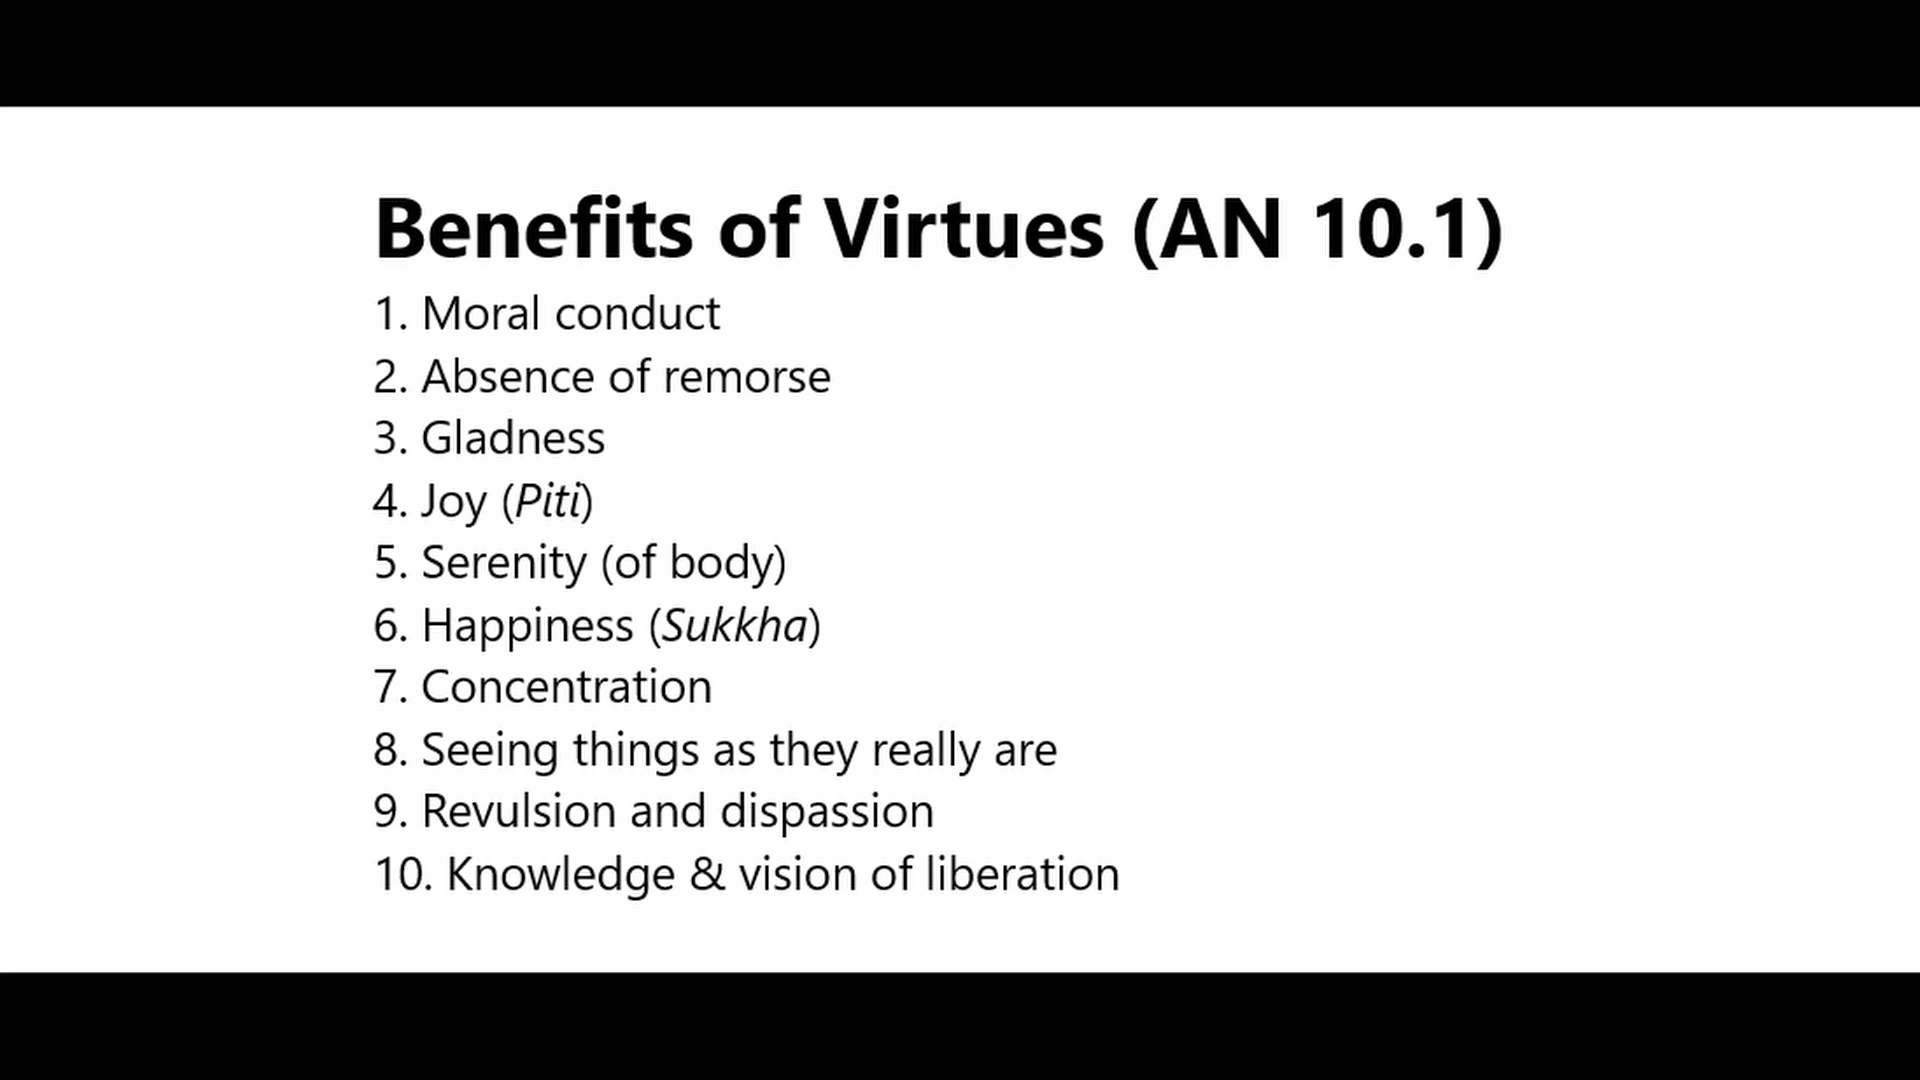 Benefits of Virtues (AN 10.1)
1. Moral conduct
2. Absence of remorse
3. Gladness
4. Joy (Piti)
5. Serenity (of body)
6. Happiness (Sukkha)
7. Concentration
8. Seeing things as they really are
9. Revulsion and dispassion
10. Knowledge & vision of liberation